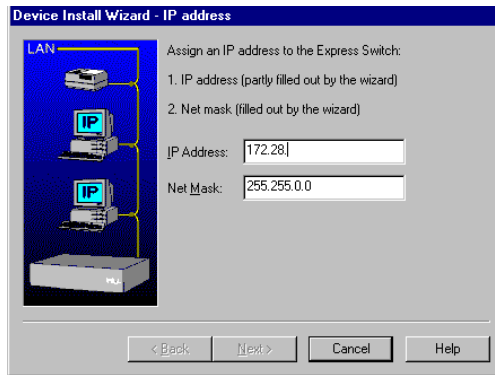 Device Install Wizard - IP address
LAN
Assign an IP address to the Express Switch:
1. IP address (partly filled out by the wizard)
2. Net mask (filled out by the wizard)
IP
IP Address: 172.28.
Net Mask: 255.255.0.0
IP
< Back Next > Cancel Help